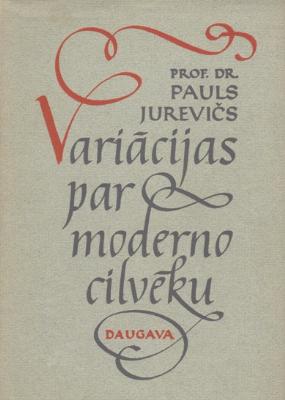 PROF. DR.
PAULS
JUREVIČS
Variācijas
par
moderno
cilvēku
DAUGAVA